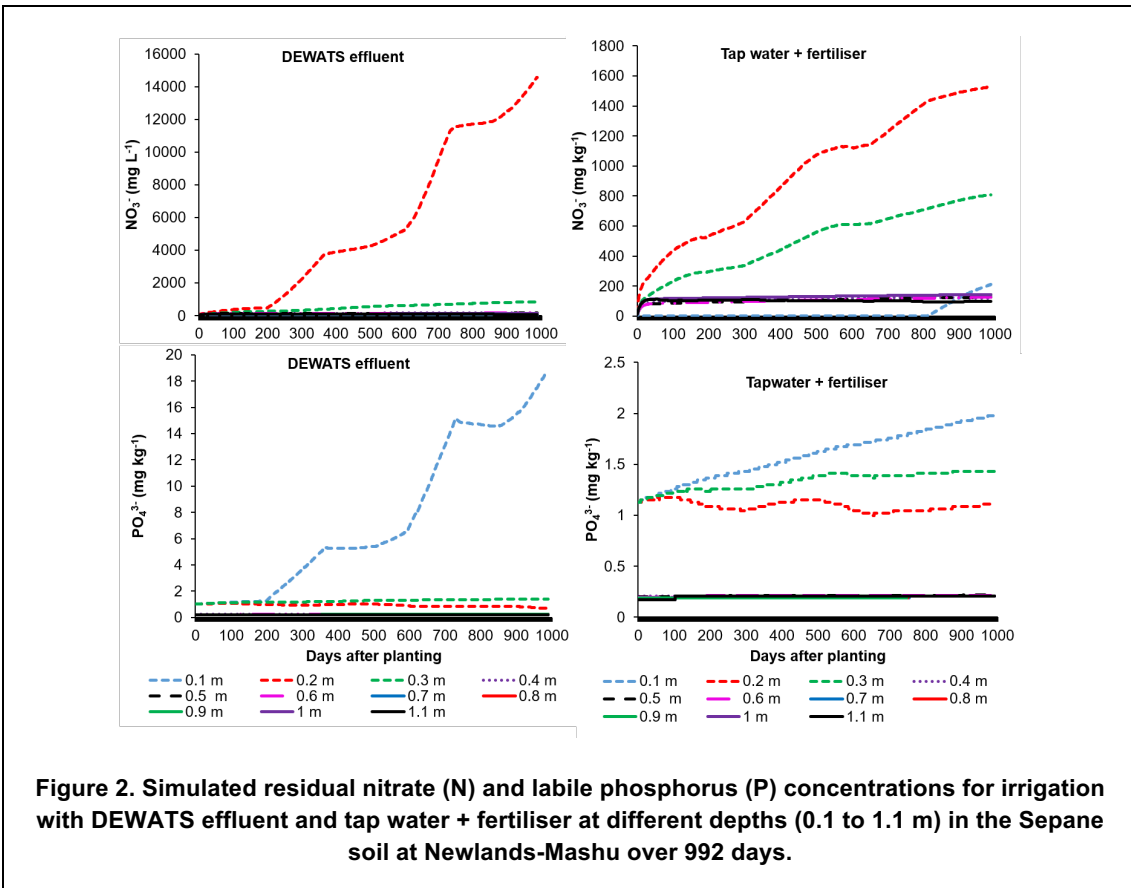 DEWATS effluent
NO₃⁻ (mg L⁻¹)
16000
14000
12000
10000
8000
6000
4000
2000
0
0 100 200 300 400 500 600 700 800 900 1000
Tap water + fertiliser
NO₃⁻ (mg kg⁻¹)
1800
1600
1400
1200
1000
800
600
400
200
0
0 100 200 300 400 500 600 700 800 900 1000
DEWATS effluent
PO₄³⁻ (mg kg⁻¹)
20
18
16
14
12
10
8
6
4
2
0
0 100 200 300 400 500 600 700 800 900 1000
Days after planting
0.1 m 0.2 m 0.3 m 0.4 m
0.5 m 0.6 m 0.7 m 0.8 m
0.9 m 1 m 1.1 m
Tapwater + fertiliser
PO₄³⁻ (mg kg⁻¹)
2.5
2
1.5
1
0.5
0
0 100 200 300 400 500 600 700 800 900 1000
Days after planting
0.1 m 0.2 m 0.3 m 0.4 m
0.5 m 0.6 m 0.7 m 0.8 m
0.9 m 1 m 1.1 m
Figure 2. Simulated residual nitrate (N) and labile phosphorus (P) concentrations for irrigation
with DEWATS effluent and tap water + fertiliser at different depths (0.1 to 1.1 m) in the Sepane
soil at Newlands-Mashu over 992 days.